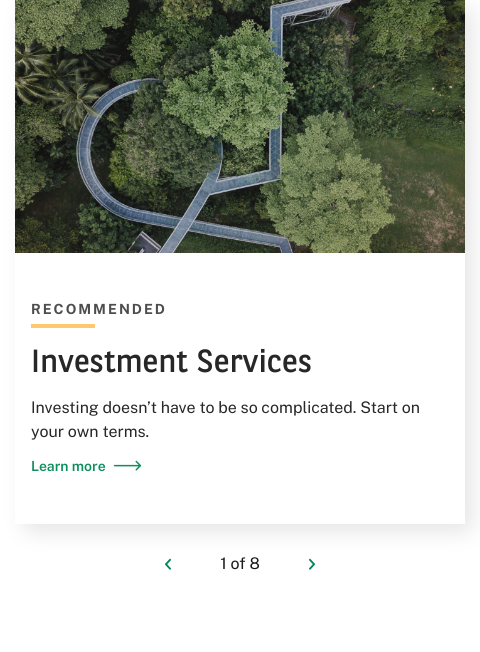 RECOMMENDED
Investment Services
Investing doesn’t have to be so complicated. Start on
your own terms.
Learn more
1 of 8